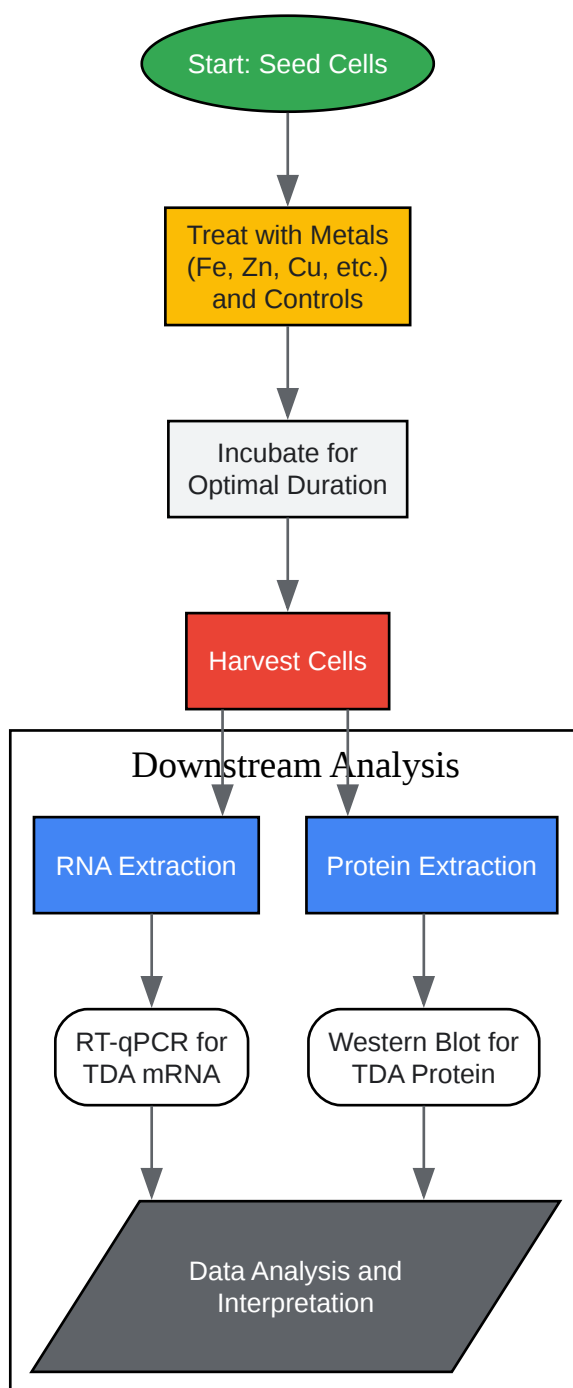 Start: Seed Cells
Treat with Metals
(Fe, Zn, Cu, etc.)
and Controls
Incubate for
Optimal Duration
Harvest Cells
Downstream Analysis
RNA Extraction
Protein Extraction
RT-qPCR for
TDA mRNA
Western Blot for
TDA Protein
Data Analysis and
Interpretation